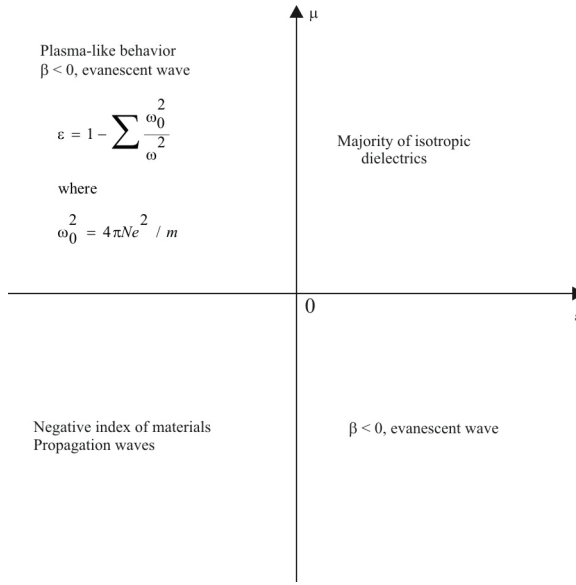 μ
Plasma-like behavior
β < 0, evanescent wave
ε = 1 − ∑ ω₀² / ω²
where
ω₀² = 4πNe² / m
Majority of isotropic
dielectrics
0
Negative index of materials
Propagation waves
β < 0, evanescent wave